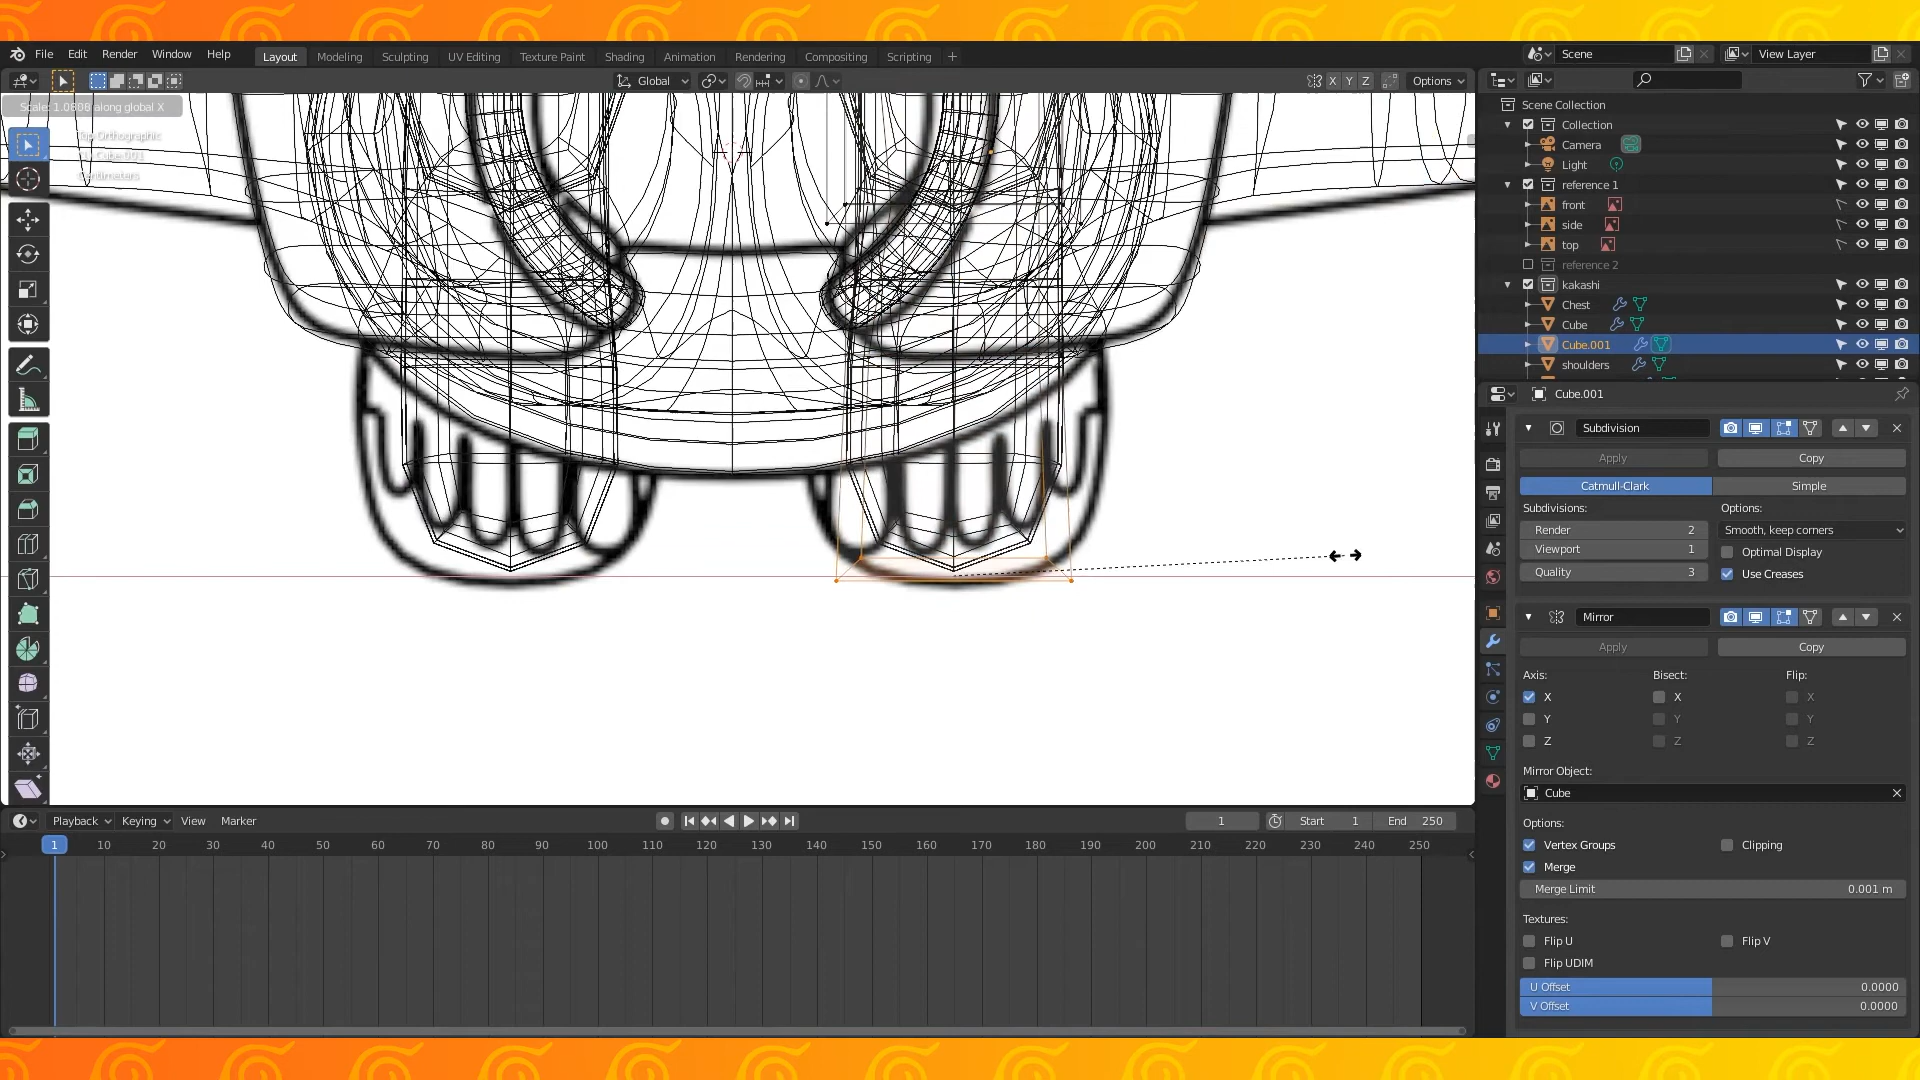 File Edit Render Window Help Layout Modeling Sculpting UV Editing Texture Paint Shading Animation Rendering Compositing Scripting + Scene View Layer
Global X Y Z Options
Scale: 1.0808 along global X
Top Orthographic
Cube.001
Centimeters
Scene Collection
Collection
Camera
Light
reference 1
front
side
top
reference 2
kakashi
Chest
Cube
Cube.001
shoulders
Cube.001
Subdivision
Apply Copy
Catmull-Clark Simple
Subdivisions: Options:
Render 2 Smooth, keep corners
Viewport 1 Optimal Display
Quality 3 Use Creases
Mirror
Apply Copy
Axis: Bisect: Flip:
X X X
Y Y Y
Z Z Z
Mirror Object:
Cube
Options:
Vertex Groups Clipping
Merge
Merge Limit 0.001 m
Textures:
Flip U Flip V
Flip UDIM
U Offset 0.0000
V Offset 0.0000
Playback Keying View Marker 1 Start 1 End 250
1 10 20 30 40 50 60 70 80 90 100 110 120 130 140 150 160 170 180 190 200 210 220 230 240 250